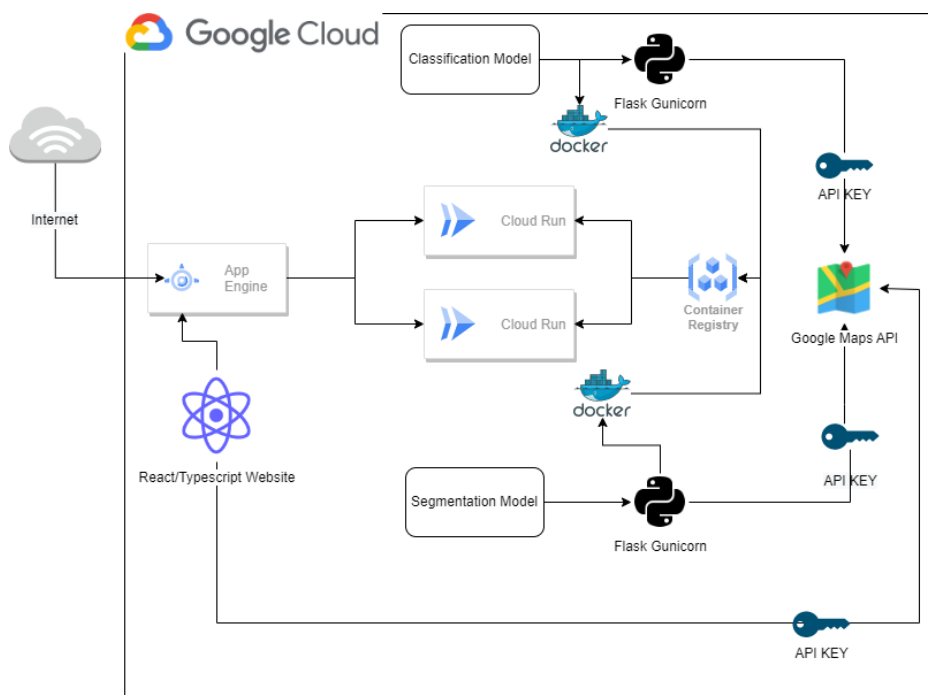 Google Cloud
Classification Model
Flask Gunicorn
docker
Internet
API KEY
Cloud Run
App
Engine
Container
Registry
Cloud Run
Google Maps API
docker
React/Typescript Website
API KEY
Segmentation Model
Flask Gunicorn
API KEY